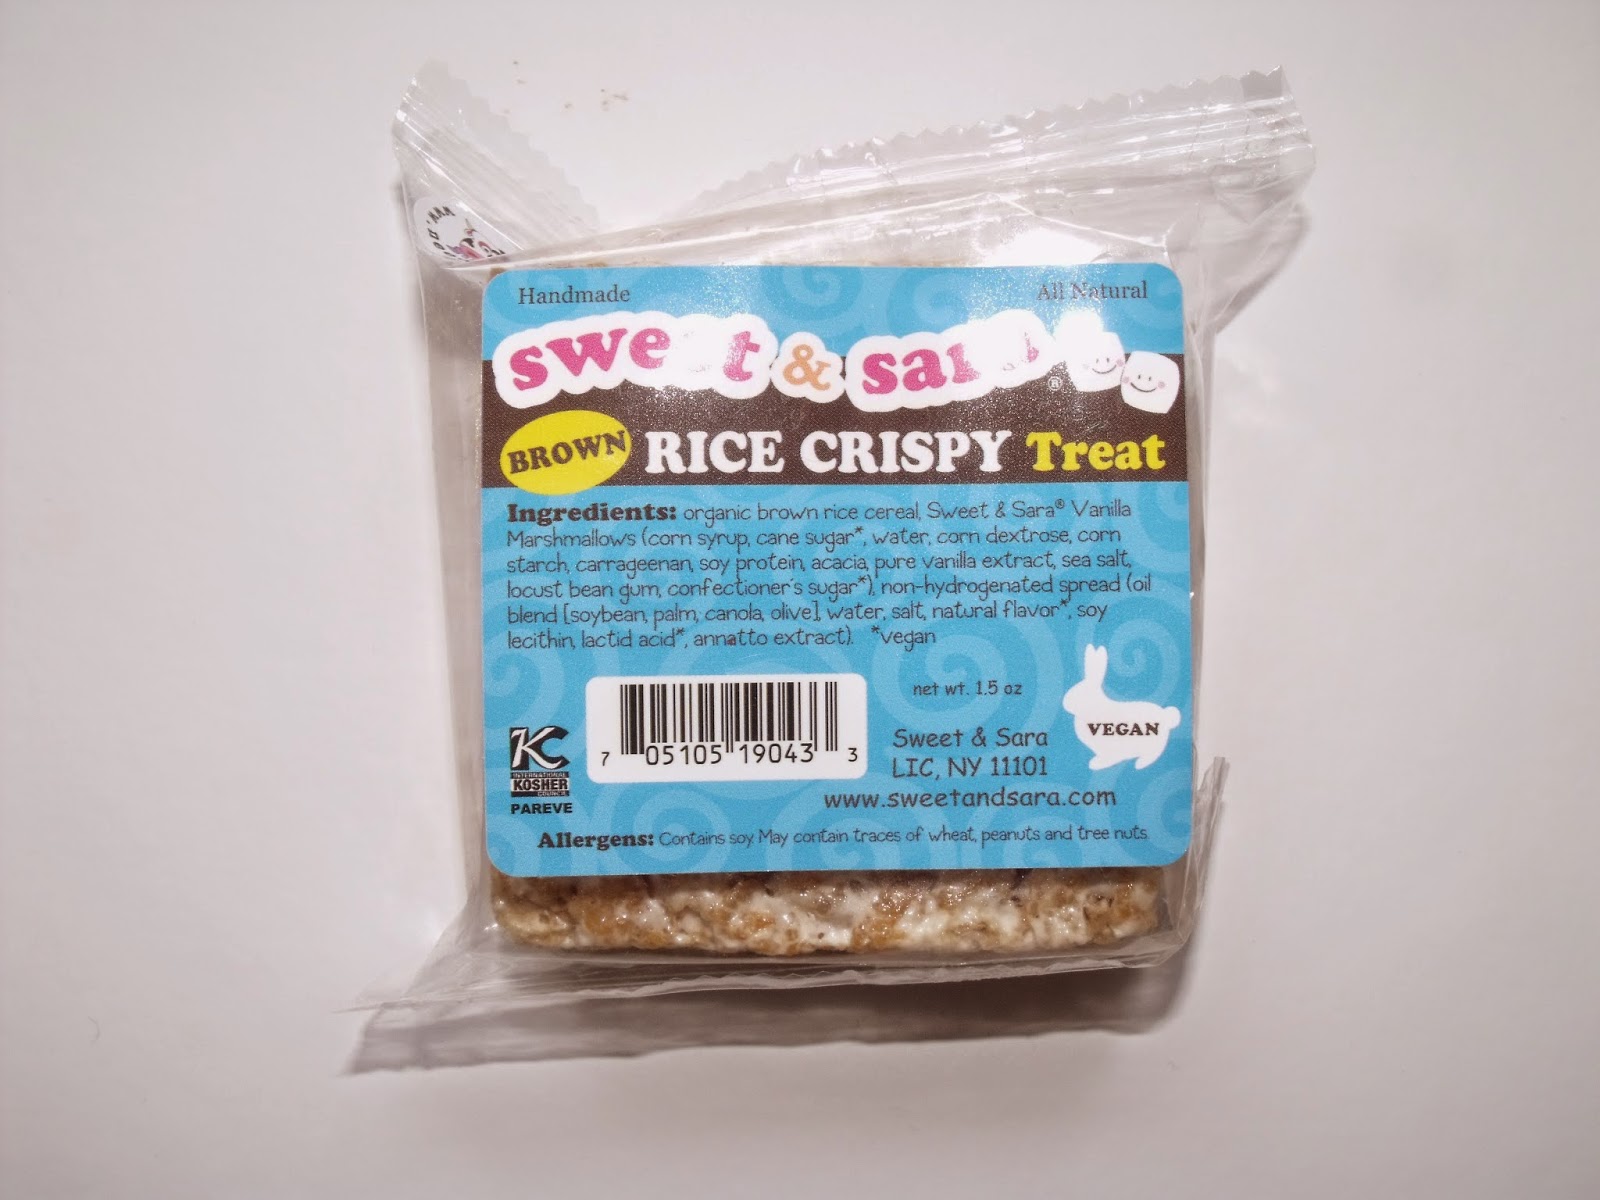 Handmade All Natural
sweet & sara ®
BROWN RICE CRISPY Treat
Ingredients: organic brown rice cereal, Sweet & Sara® Vanilla
Marshmallows (corn syrup, cane sugar*, water, corn dextrose, corn
starch, carrageenan, soy protein, acacia, pure vanilla extract, sea salt,
locust bean gum, confectioner's sugar*), non-hydrogenated spread (oil
blend [soybean, palm, canola, olive], water, salt, natural flavor*, soy
lecithin, lactid acid*, annatto extract). *vegan
net wt. 1.5 oz
VEGAN
KC
INTERNATIONAL
KOSHER
COUNCIL
PAREVE
7 05105 19043 3
Sweet & Sara
LIC, NY 11101
www.sweetandsara.com
Allergens: Contains soy. May contain traces of wheat, peanuts and tree nuts.